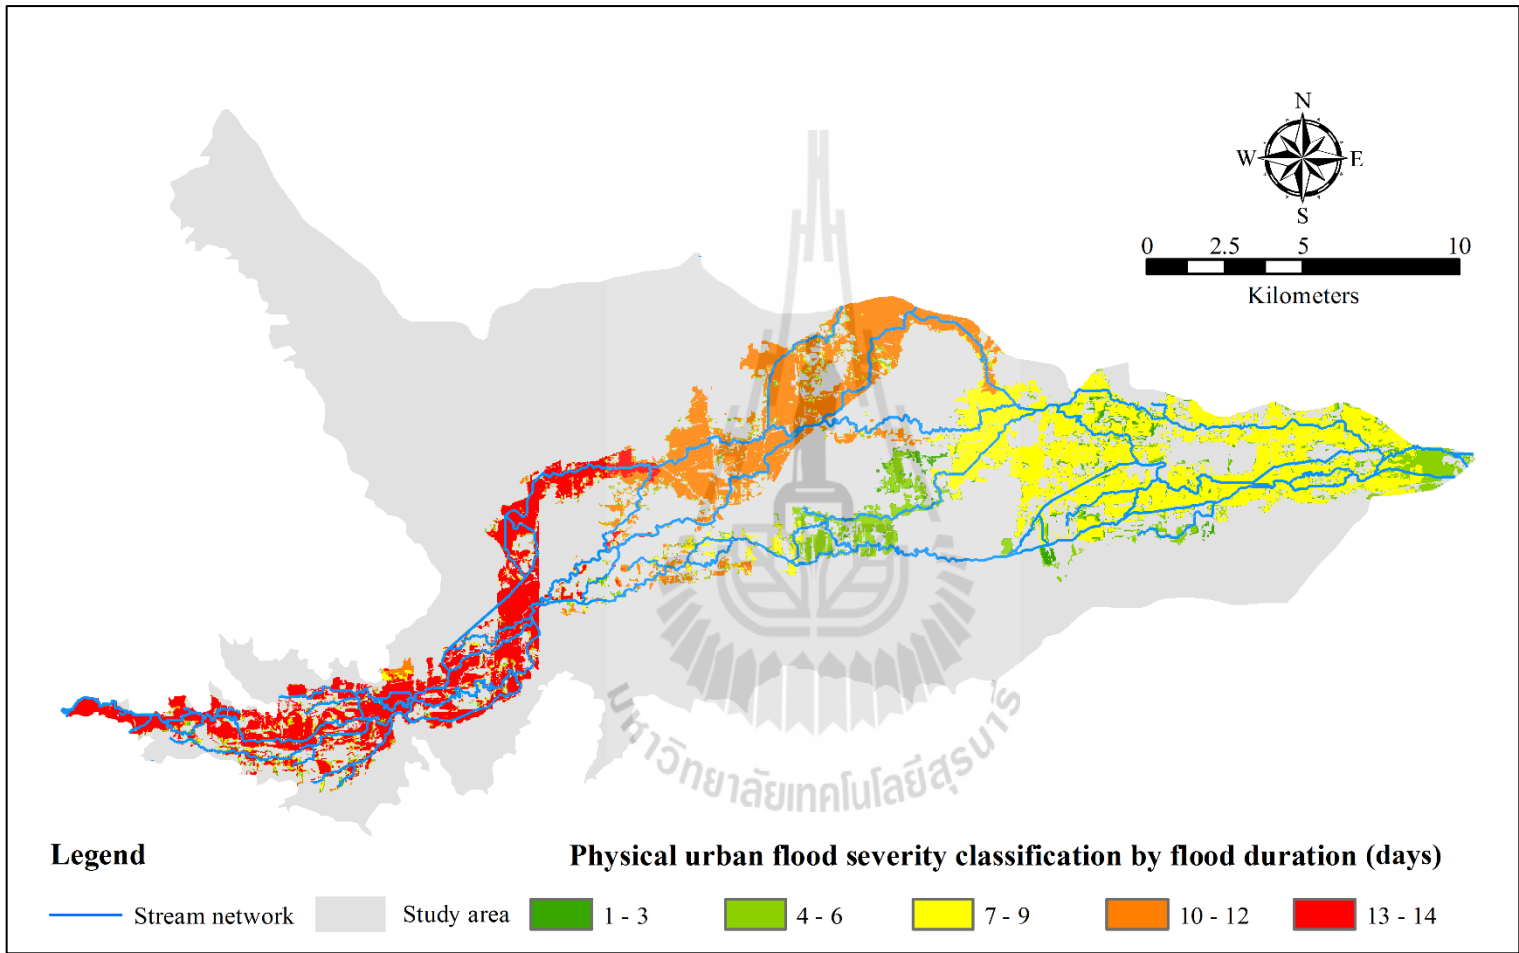 N
W E
S
0 2.5 5 10
Kilometers
มหาวิทยาลัยเทคโนโลยีสุรนารี
Legend
Physical urban flood severity classification by flood duration (days)
Stream network
Study area
1 - 3
4 - 6
7 - 9
10 - 12
13 - 14